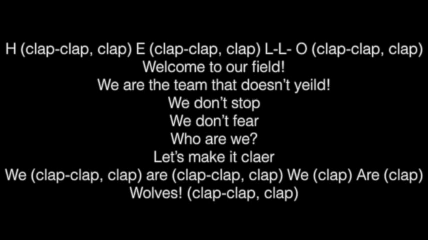 H (clap-clap, clap) E (clap-clap, clap) L-L- O (clap-clap, clap)
Welcome to our field!
We are the team that doesn't yeild!
We don't stop
We don't fear
Who are we?
Let's make it claer
We (clap-clap, clap) are (clap-clap, clap) We (clap) Are (clap)
Wolves! (clap-clap, clap)